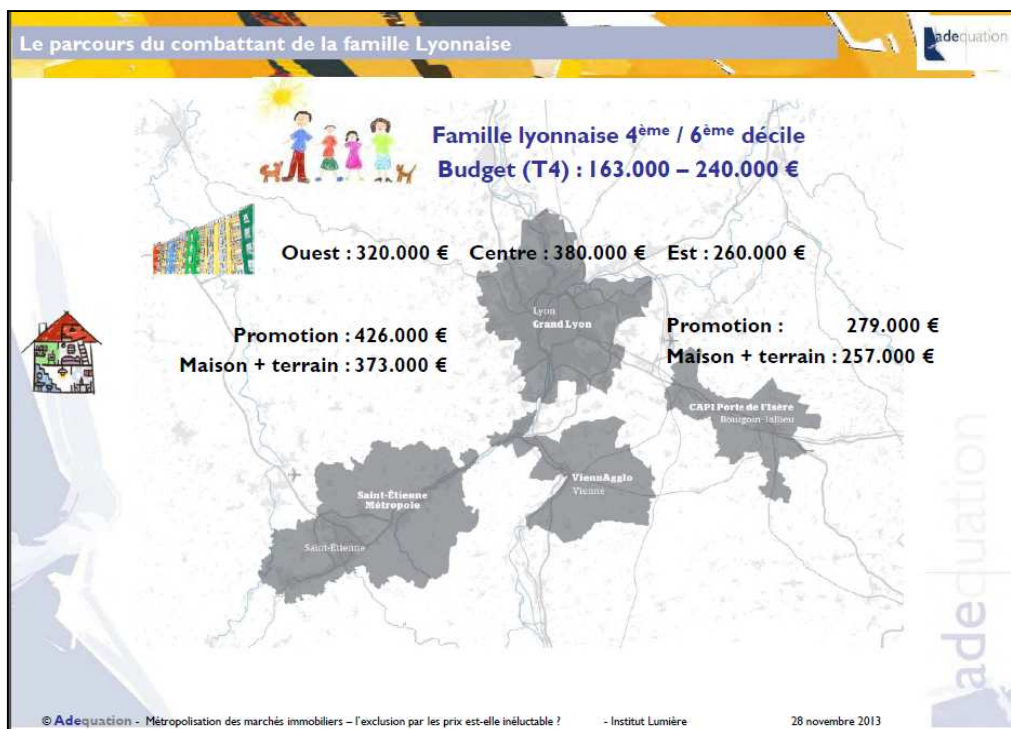 Le parcours du combattant de la famille Lyonnaise
adequation
Famille lyonnaise 4ème / 6ème décile
Budget (T4) : 163.000 – 240.000 €
Ouest : 320.000 € Centre : 380.000 € Est : 260.000 €
Lyon
Grand Lyon
Promotion : 426.000 €
Maison + terrain : 373.000 €
Promotion : 279.000 €
Maison + terrain : 257.000 €
CAPI Porte de l'Isère
Bourgoin-Jallieu
ViennAgglo
Vienne
Saint-Étienne
Métropole
Saint-Étienne
adequation
© Adequation - Métropolisation des marchés immobiliers – l'exclusion par les prix est-elle inéluctable ? - Institut Lumière 28 novembre 2013